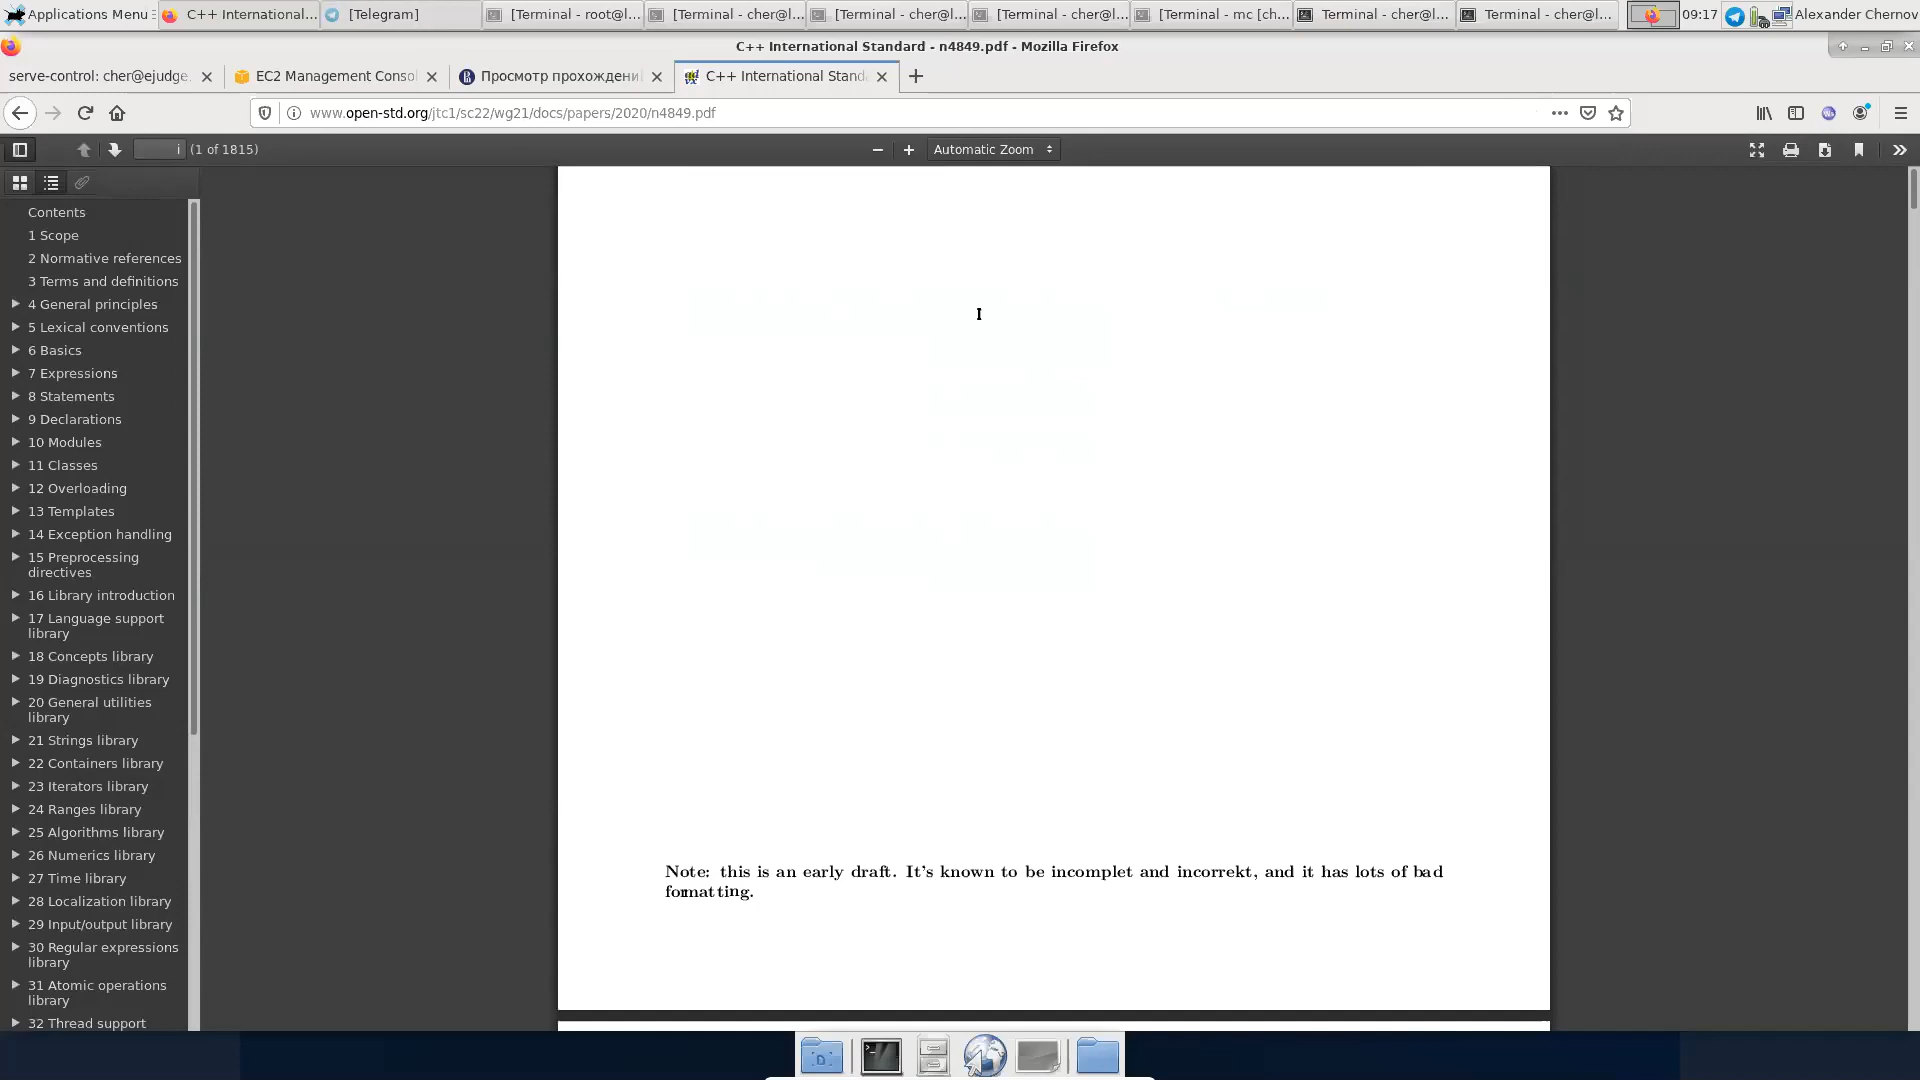 Applications Menu
C++ International...
[Telegram]
[Terminal - root@l...
[Terminal - cher@l...
[Terminal - cher@l...
[Terminal - cher@l...
[Terminal - mc [ch...
Terminal - cher@l...
Terminal - cher@l...
09:17
Alexander Chernov
C++ International Standard - n4849.pdf - Mozilla Firefox
serve-control: cher@ejudge
EC2 Management Consol
Просмотр прохождени
C++ International Standa
www.open-std.org/jtc1/sc22/wg21/docs/papers/2020/n4849.pdf
i (1 of 1815)
Automatic Zoom
Contents
1 Scope
2 Normative references
3 Terms and definitions
4 General principles
5 Lexical conventions
6 Basics
7 Expressions
8 Statements
9 Declarations
10 Modules
11 Classes
12 Overloading
13 Templates
14 Exception handling
15 Preprocessing
directives
16 Library introduction
17 Language support
library
18 Concepts library
19 Diagnostics library
20 General utilities
library
21 Strings library
22 Containers library
23 Iterators library
24 Ranges library
25 Algorithms library
26 Numerics library
27 Time library
28 Localization library
29 Input/output library
30 Regular expressions
library
31 Atomic operations
library
32 Thread support
Note: this is an early draft. It's known to be incomplet and incorrekt, and it has lots of bad
formatting.